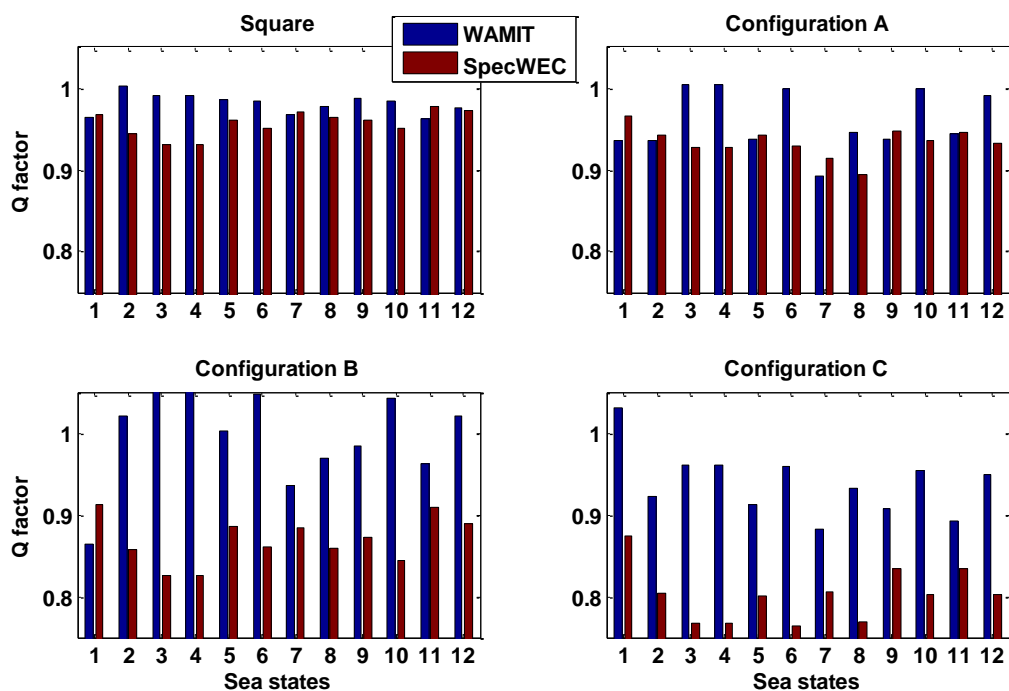 Square
WAMIT
SpecWEC
Configuration A
Q factor
1
0.9
0.8
1 2 3 4 5 6 7 8 9 10 11 12
1
0.9
0.8
1 2 3 4 5 6 7 8 9 10 11 12
Configuration B
Configuration C
Q factor
1
0.9
0.8
1 2 3 4 5 6 7 8 9 10 11 12
Sea states
1
0.9
0.8
1 2 3 4 5 6 7 8 9 10 11 12
Sea states